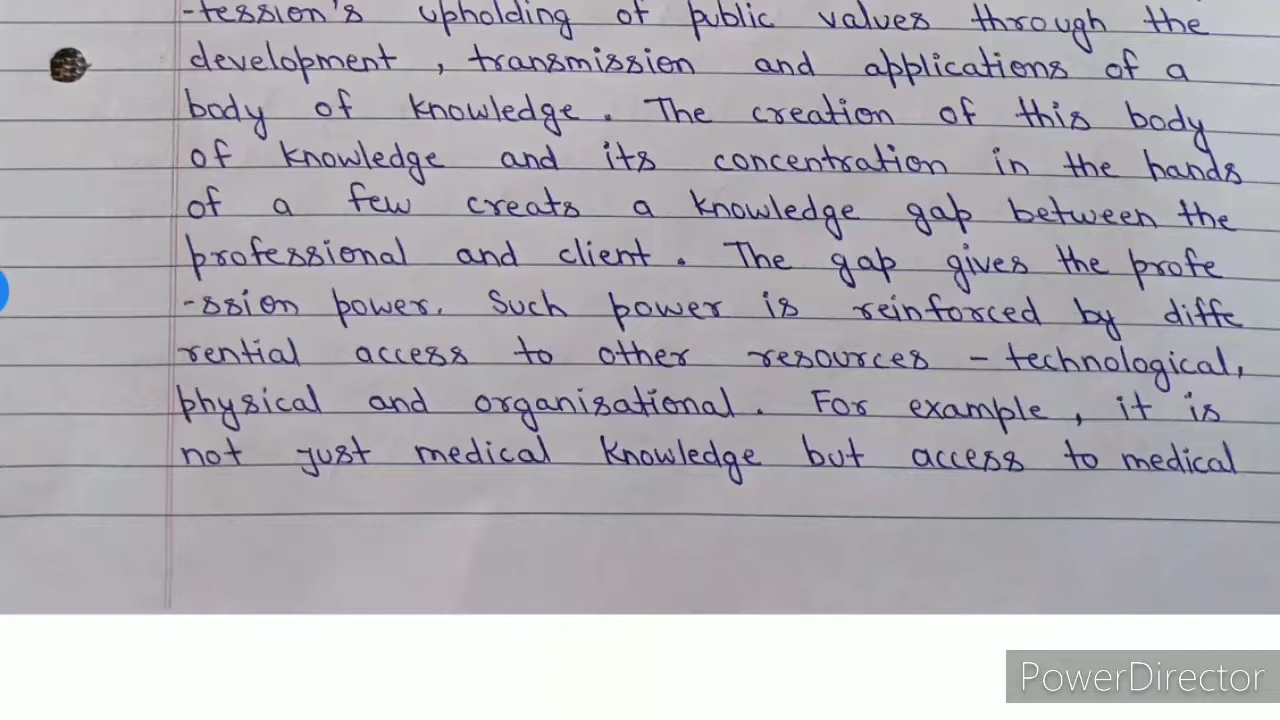 -fession's upholding of public values through the
development, transmission and applications of a
body of knowledge. The creation of this body
of knowledge and its concentration in the hands
of a few creats a knowledge gap between the
professional and client. The gap gives the profe
-ssion power. Such power is reinforced by diffe
rential access to other resources - technological,
physical and organisational. For example, it is
not just medical knowledge but access to medical
PowerDirector